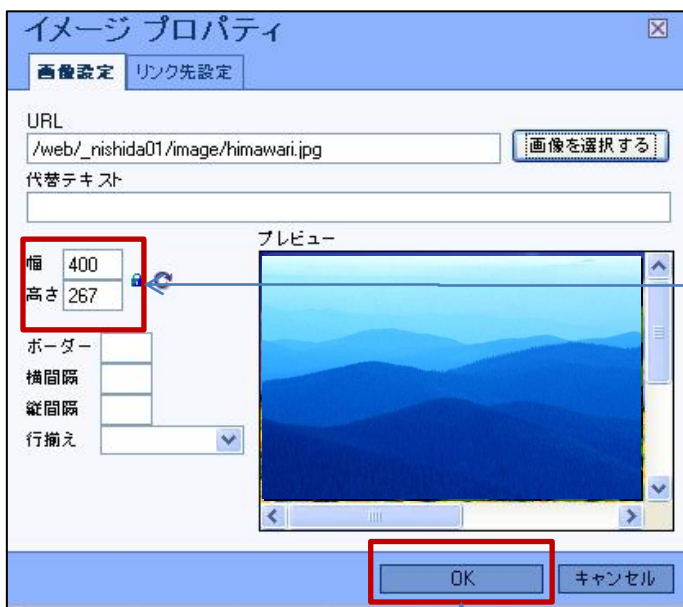 イメージ プロパティ
画像設定 リンク先設定
URL
/web/_nishida01/image/himawari.jpg 画像を選択する
代替テキスト
プレビュー
幅 400
高さ 267
ボーダー
横間隔
縦間隔
行揃え
OK キャンセル